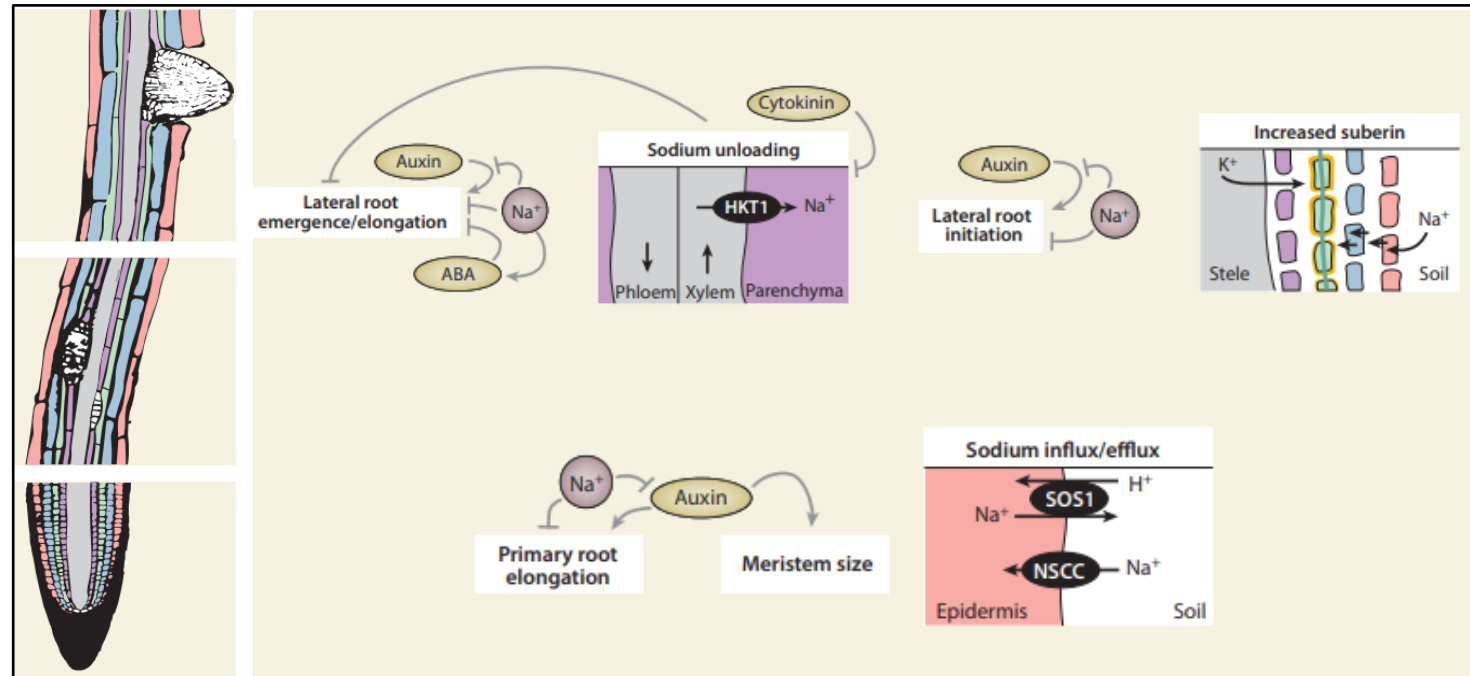 Cytokinin
Auxin
Na⁺
Lateral root
emergence/elongation
ABA
Sodium unloading
HKT1
Na⁺
Phloem
Xylem
Parenchyma
Auxin
Na⁺
Lateral root
initiation
Increased suberin
K⁺
Na⁺
Stele
Soil
Na⁺
Auxin
Primary root
elongation
Meristem size
Sodium influx/efflux
H⁺
SOS1
Na⁺
NSCC
Na⁺
Epidermis
Soil